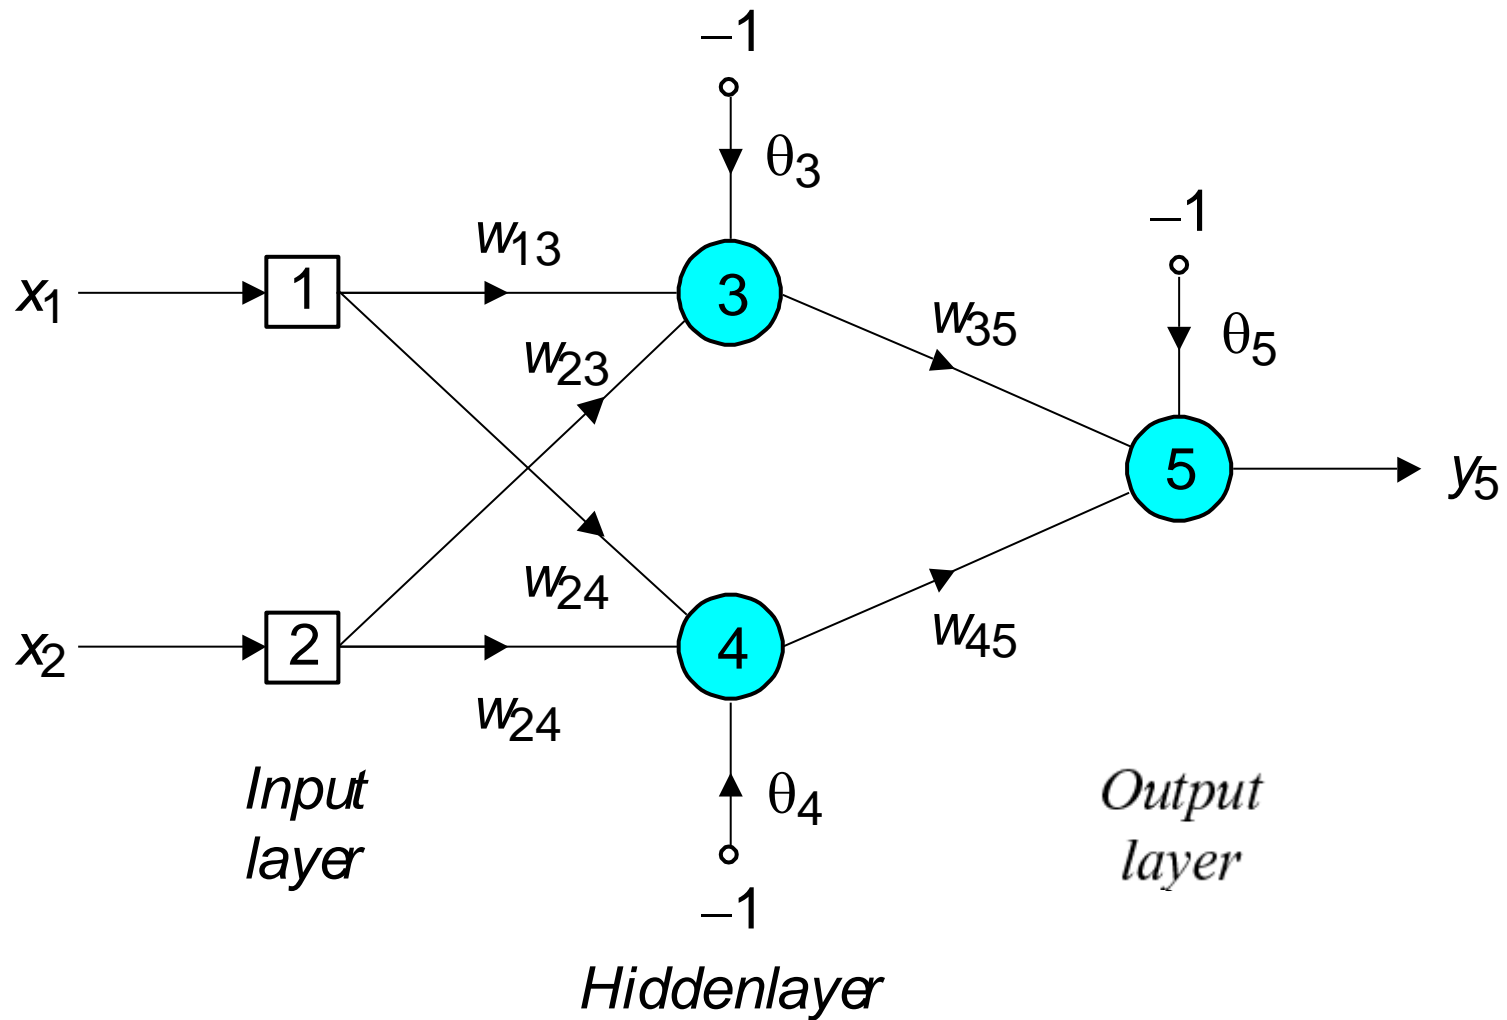 –1
θ3
–1
w13
x1
1
3
w35
θ5
w23
5
y5
w24
w45
x2
2
4
w24
Input
layer
θ4
Output
layer
–1
Hiddenlayer